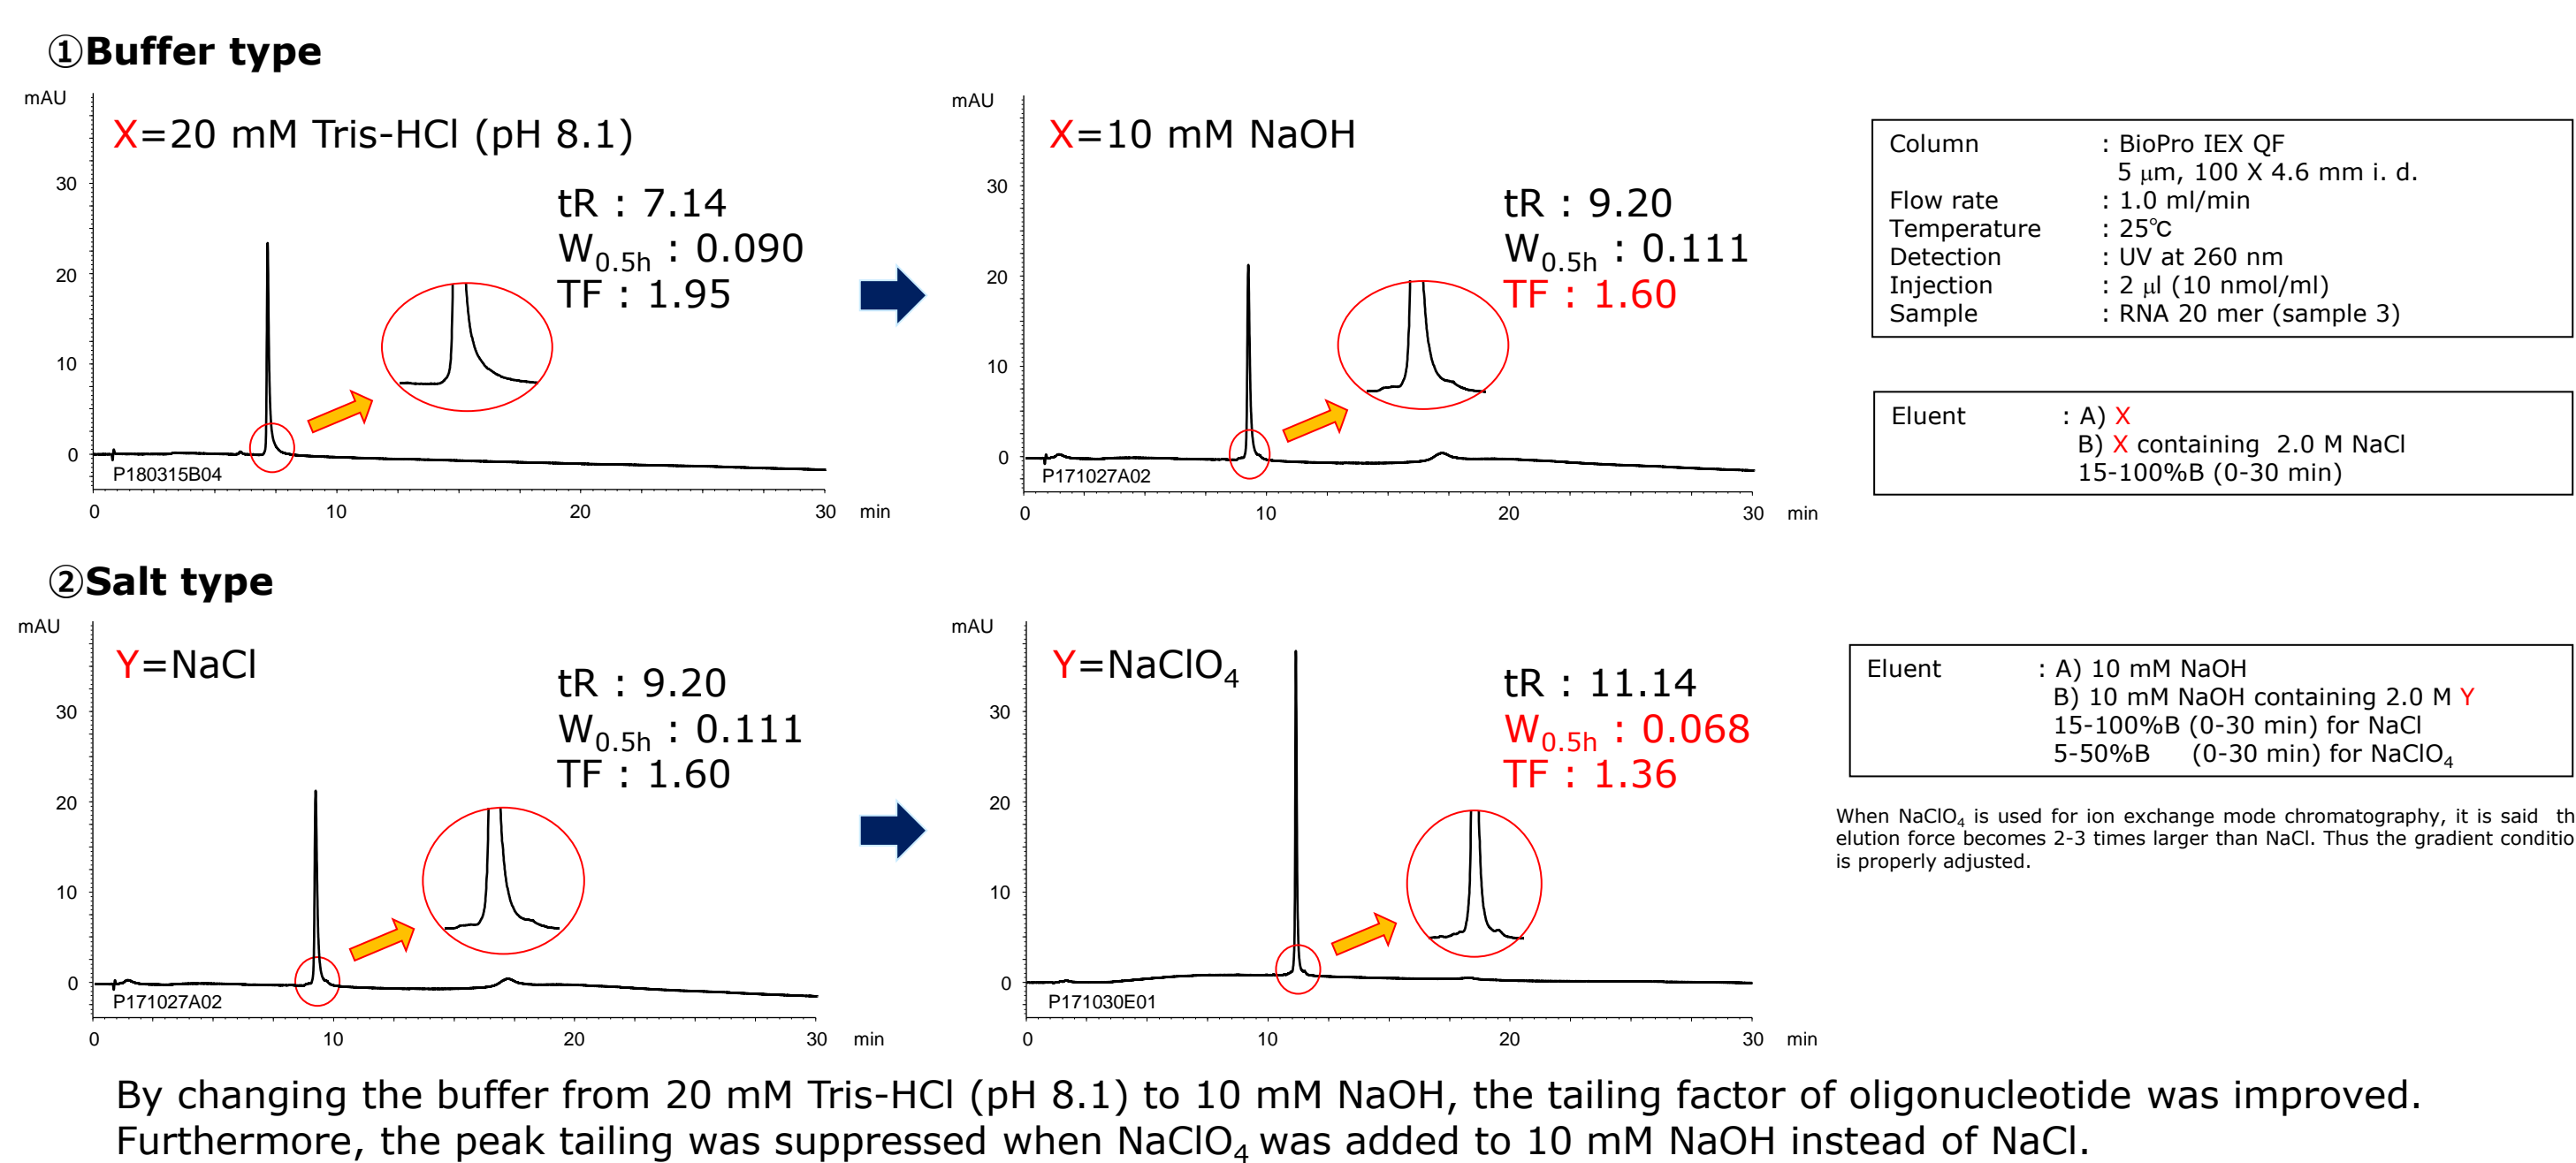 ①Buffer type
mAU
X=20 mM Tris-HCl (pH 8.1)
tR : 7.14
W0.5h : 0.090
TF : 1.95
30
20
10
0
P180315B04
0 10 20 30 min
mAU
X=10 mM NaOH
tR : 9.20
W0.5h : 0.111
TF : 1.60
30
20
10
0
P171027A02
0 10 20 30 min
Column : BioPro IEX QF
5 μm, 100 X 4.6 mm i. d.
Flow rate : 1.0 ml/min
Temperature : 25℃
Detection : UV at 260 nm
Injection : 2 μl (10 nmol/ml)
Sample : RNA 20 mer (sample 3)
Eluent : A) X
B) X containing 2.0 M NaCl
15-100%B (0-30 min)
②Salt type
mAU
Y=NaCl
tR : 9.20
W0.5h : 0.111
TF : 1.60
30
20
10
0
P171027A02
0 10 20 30 min
mAU
Y=NaClO4
tR : 11.14
W0.5h : 0.068
TF : 1.36
30
20
10
0
P171030E01
0 10 20 30 min
Eluent : A) 10 mM NaOH
B) 10 mM NaOH containing 2.0 M Y
15-100%B (0-30 min) for NaCl
5-50%B (0-30 min) for NaClO4
When NaClO4 is used for ion exchange mode chromatography, it is said th
elution force becomes 2-3 times larger than NaCl. Thus the gradient conditio
is properly adjusted.
By changing the buffer from 20 mM Tris-HCl (pH 8.1) to 10 mM NaOH, the tailing factor of oligonucleotide was improved.
Furthermore, the peak tailing was suppressed when NaClO4 was added to 10 mM NaOH instead of NaCl.